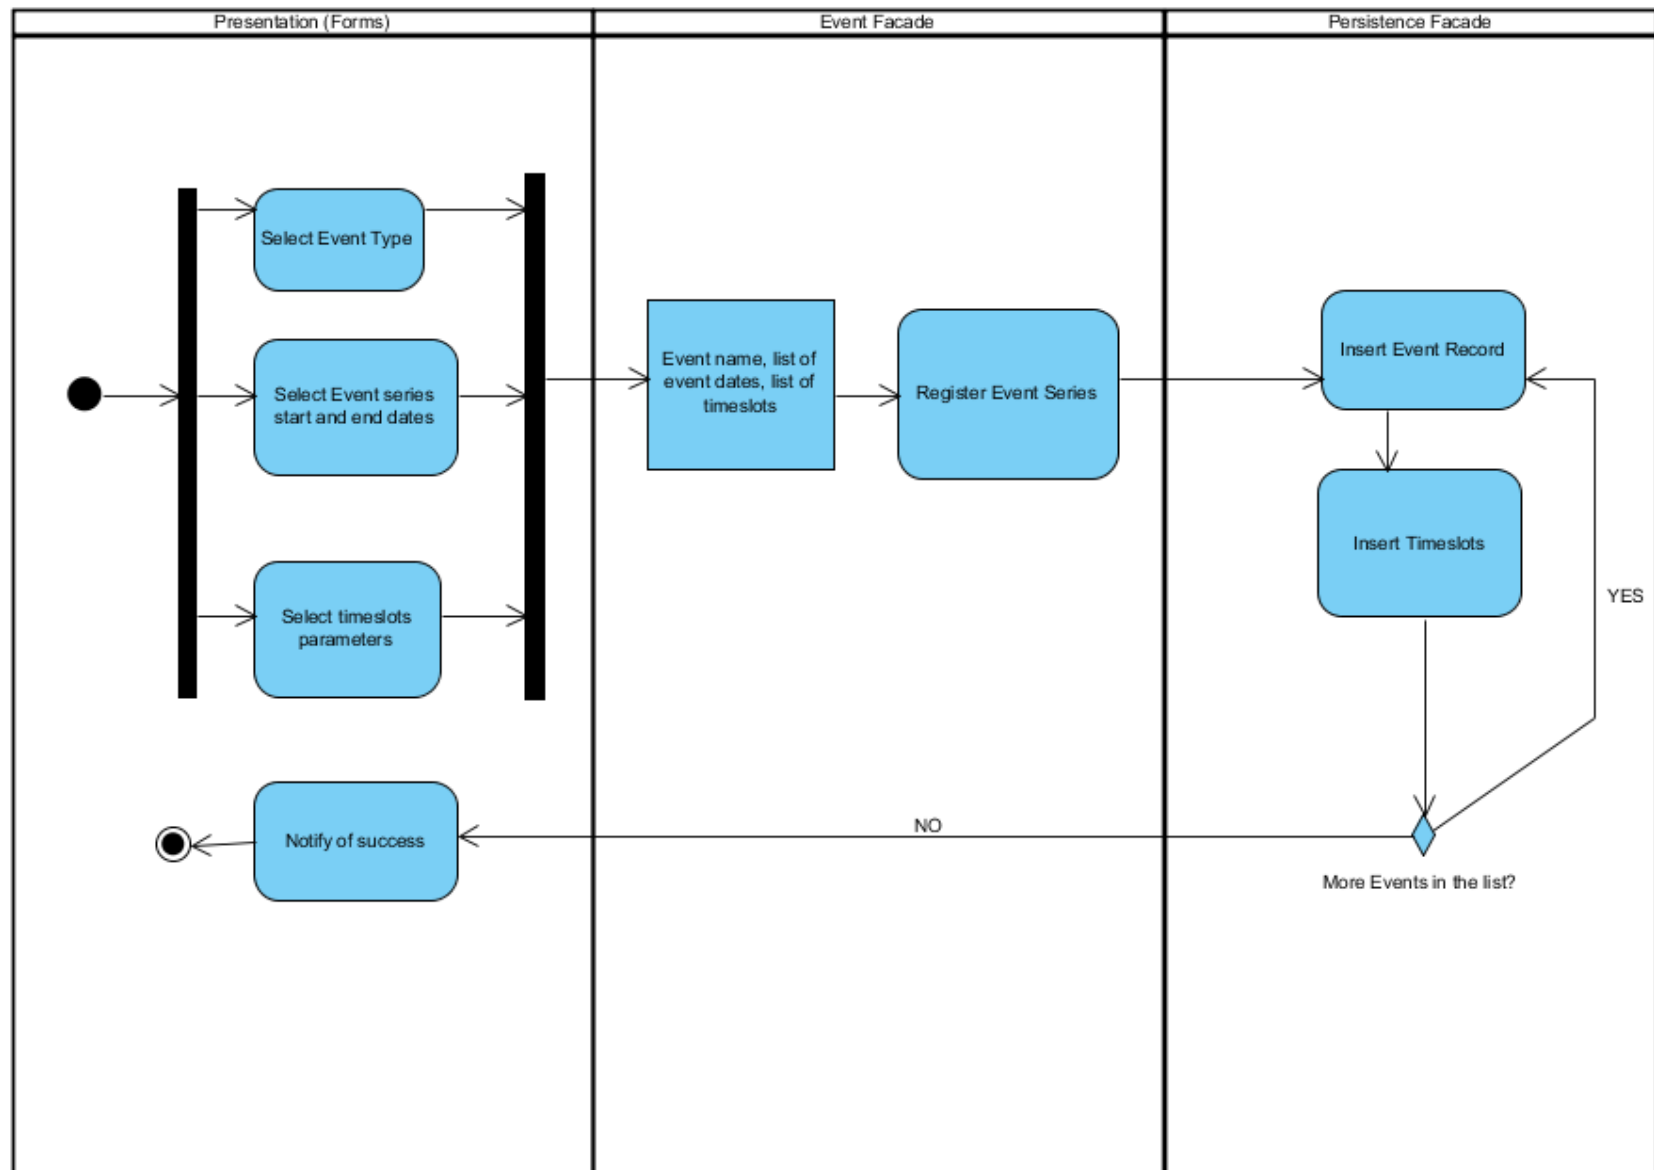 Presentation (Forms)
Event Facade
Persistence Facade
Select Event Type
Select Event series
start and end dates
Select timeslots
parameters
Event name, list of
event dates, list of
timeslots
Register Event Series
Insert Event Record
Insert Timeslots
YES
NO
Notify of success
More Events in the list?